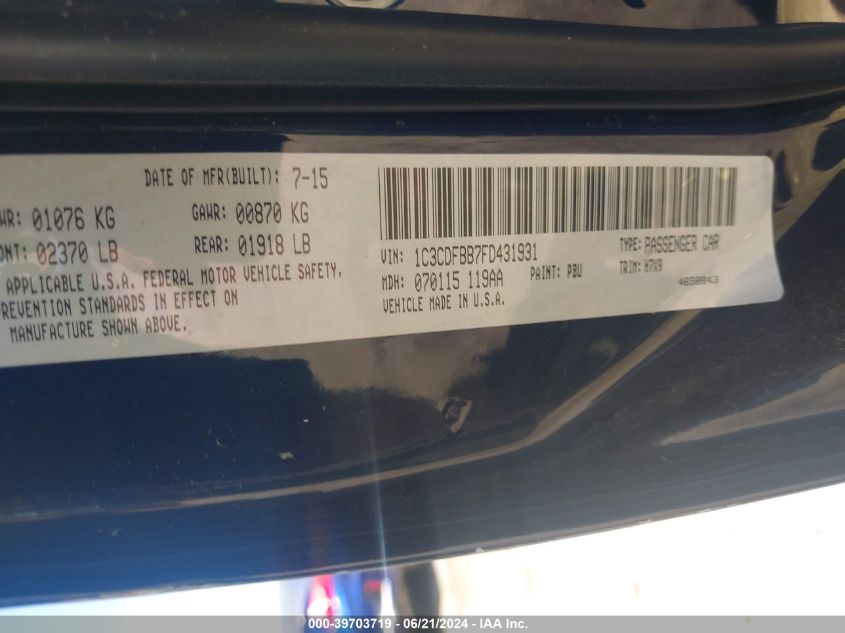 DATE OF MFR(BUILT): 7-15
WR: 01076 KG GAWR: 00870 KG
ONT: 02370 LB REAR: 01918 LB
APPLICABLE U.S.A. FEDERAL MOTOR VEHICLE SAFETY,
PREVENTION STANDARDS IN EFFECT ON
MANUFACTURE SHOWN ABOVE.
VIN: 1C3CDFBB7FD431931 TYPE: PASSENGER CAR
MDH: 070115 119AA PAINT: PBU TRIM: H7X9
VEHICLE MADE IN U.S.A. 4658843
000-39703719 - 06/21/2024 - IAA Inc.